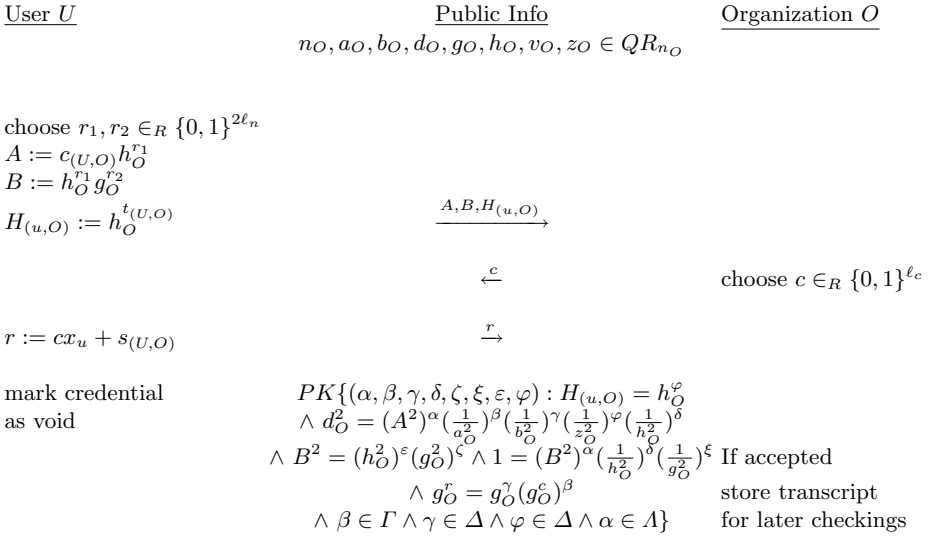 User U Public Info Organization O
n_O, a_O, b_O, d_O, g_O, h_O, v_O, z_O ∈ QR_{n_O}
choose r_1, r_2 ∈_R {0, 1}^{2ℓ_n}
A := c_{(U,O)} h_O^{r_1}
B := h_O^{r_1} g_O^{r_2}
H_{(u,O)} := h_O^{t_{(U,O)}} A,B,H_{(u,O)} ⟶
c ← choose c ∈_R {0, 1}^{ℓ_c}
r := cx_u + s_{(U,O)} r →
mark credential PK{(α, β, γ, δ, ζ, ξ, ε, φ) : H_{(u,O)} = h_O^φ
as void ∧ d_O^2 = (A^2)^α (1/a_O^2)^β (1/b_O^2)^γ (1/z_O^2)^φ (1/h_O^2)^δ
∧ B^2 = (h_O^2)^ε (g_O^2)^ζ ∧ 1 = (B^2)^α (1/h_O^2)^δ (1/g_O^2)^ξ If accepted
∧ g_O^r = g_O^γ (g_O^c)^β store transcript
∧ β ∈ Γ ∧ γ ∈ Δ ∧ φ ∈ Δ ∧ α ∈ Λ} for later checkings